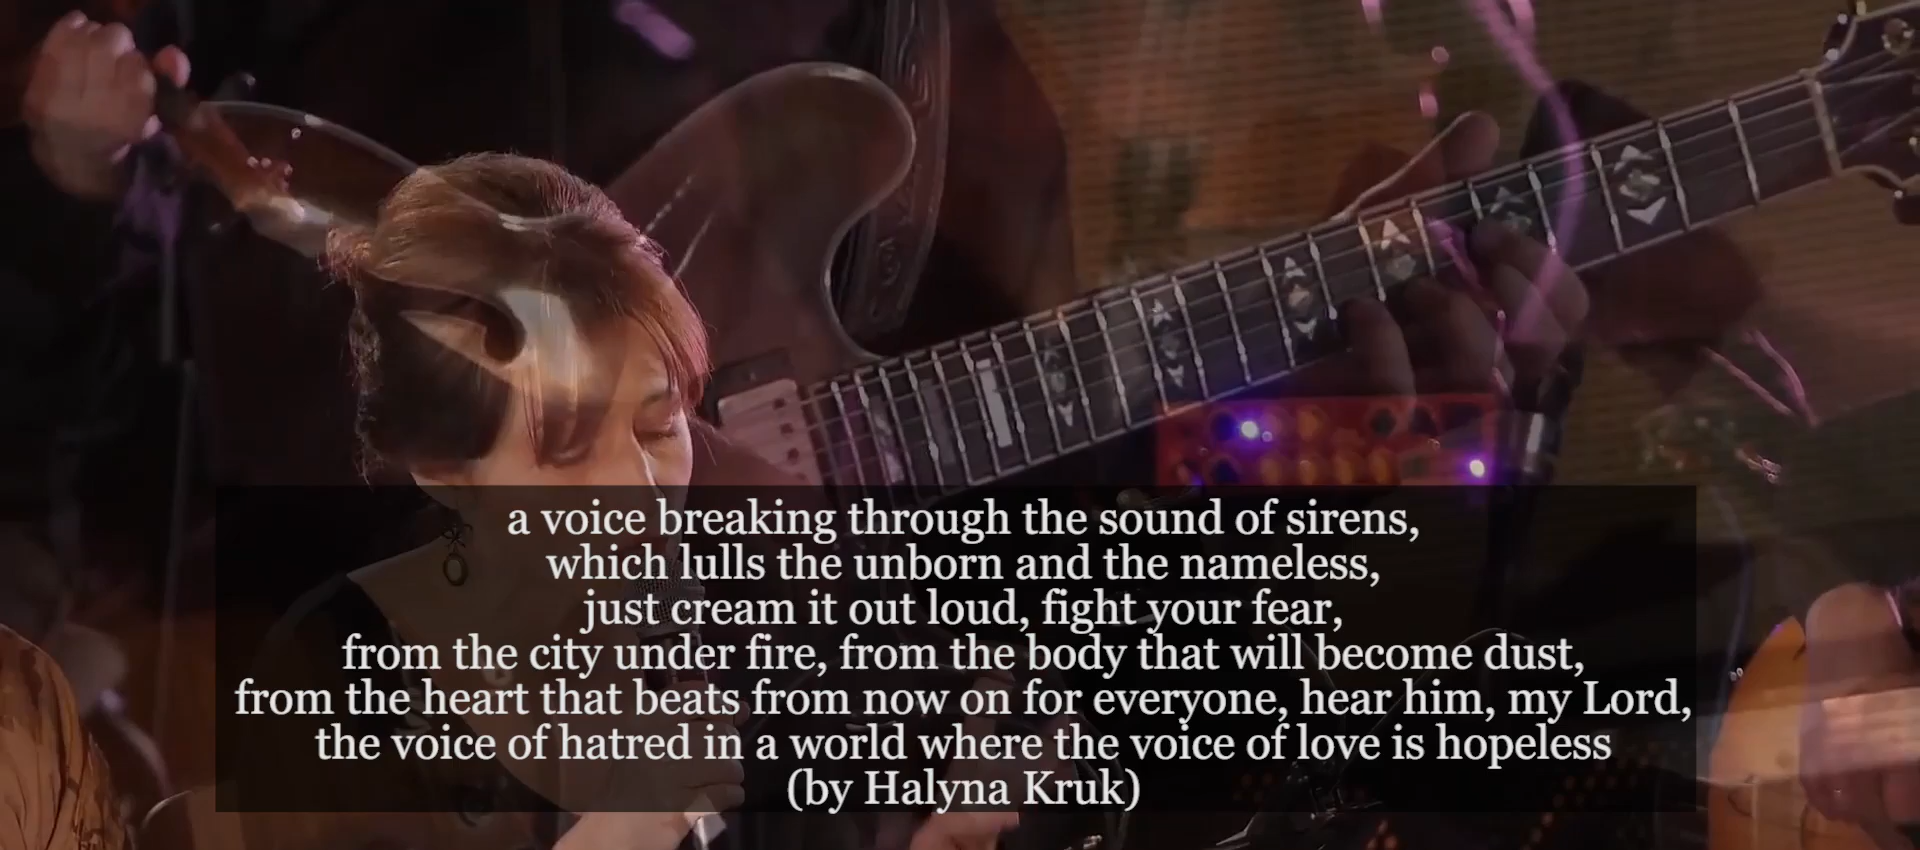 a voice breaking through the sound of sirens,
which lulls the unborn and the nameless,
just cream it out loud, fight your fear,
from the city under fire, from the body that will become dust,
from the heart that beats from now on for everyone, hear him, my Lord,
the voice of hatred in a world where the voice of love is hopeless
(by Halyna Kruk)